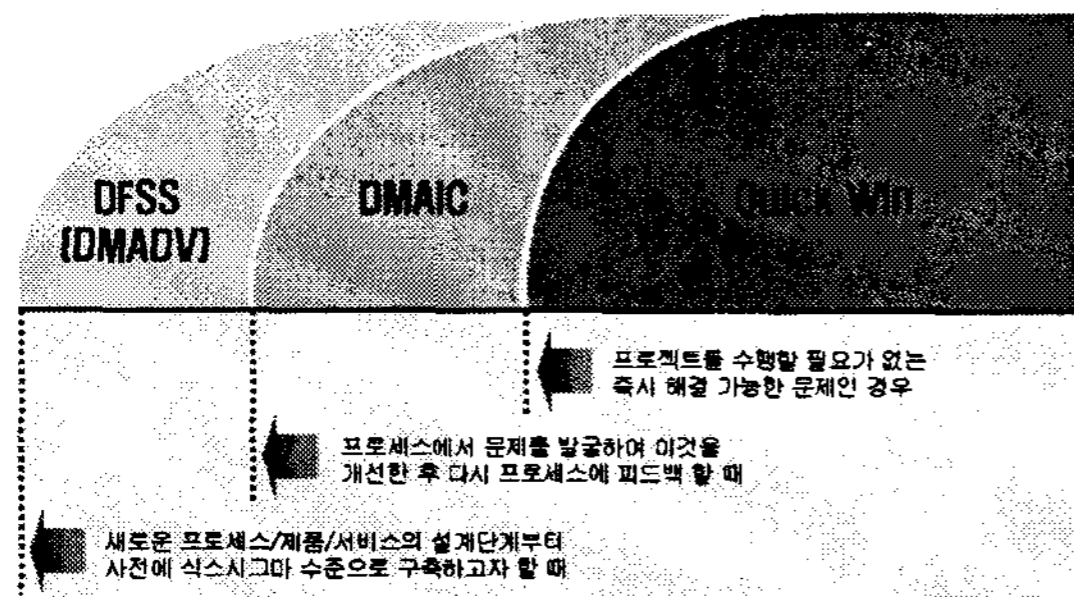 DFSS
(DMADV)
DMAIC
Quick Win
프로젝트를 수행할 필요가 없는
즉시 해결 가능한 문제인 경우
프로세스에서 문제를 발굴하여 이것을
개선한 후 다시 프로세스에 피드백 할 때
새로운 프로세스/제품/서비스의 설계단계부터
사전에 식스시그마 수준으로 구축하고자 할 때